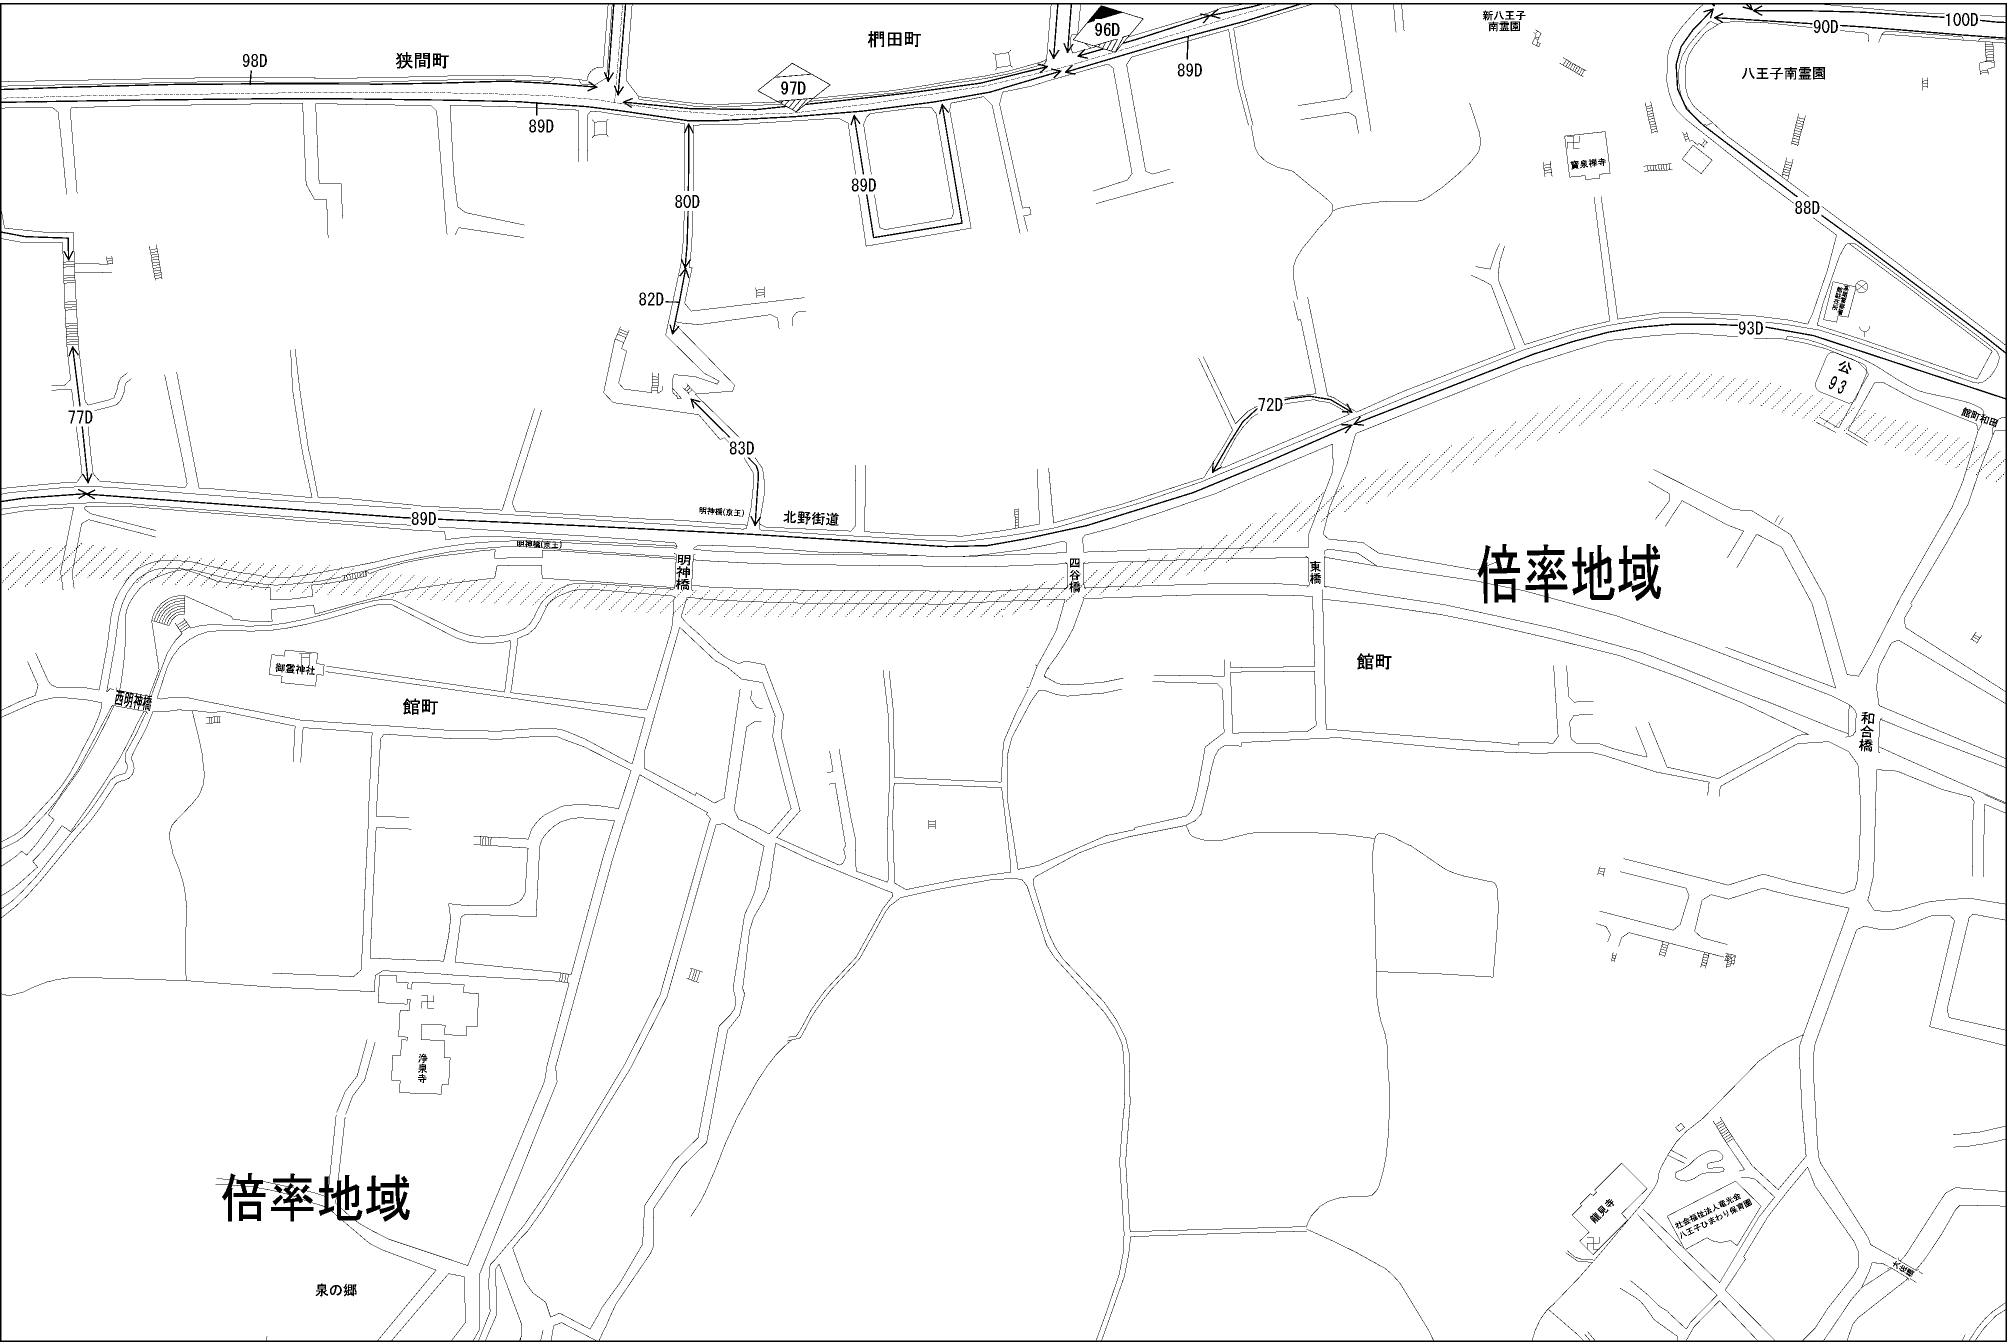 新八王子
南霊園
96D
90D
100D
椚田町
狭間町
98D
89D
八王子南霊園
97D
89D
寳泉禅寺
89D
80D
88D
82D
93D
公
93
72D
77D
館町和田
83D
明神橋(京王)
北野街道
89D
明神橋(京王)
明神橋
四谷橋
東橋
倍率地域
御霊神社
館町
西明神橋
館町
和合橋
浄泉寺
倍率地域
龍見寺
社会福祉法人竜光会
八王子ひまわり保育園
泉の郷